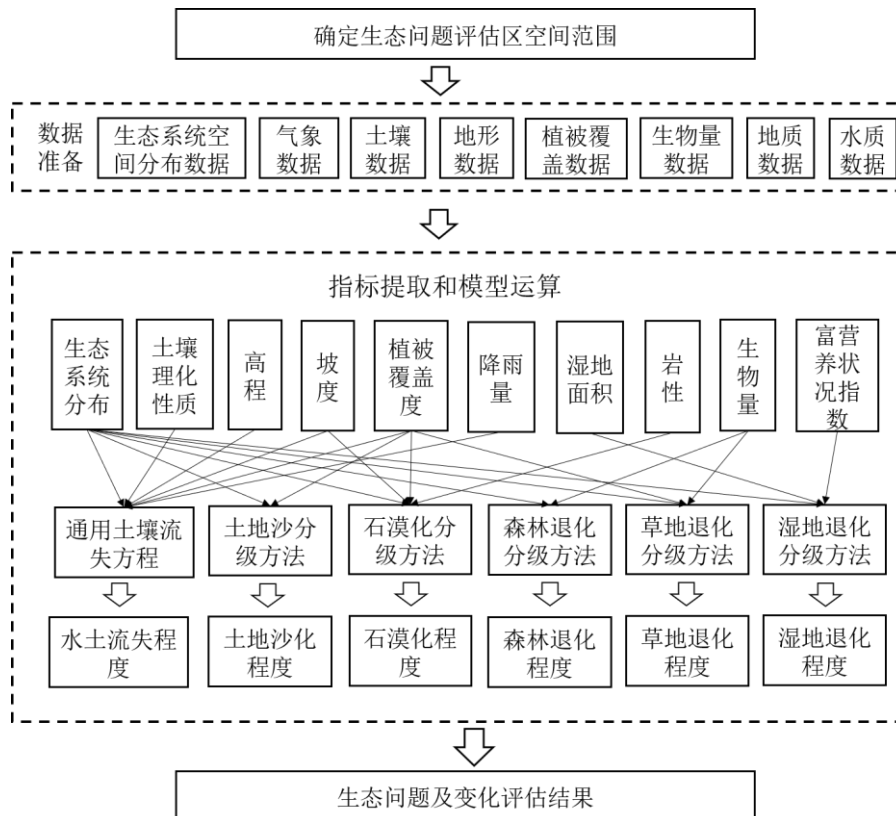 确定生态问题评估区空间范围
数据
准备
生态系统空
间分布数据
气象
数据
土壤
数据
地形
数据
植被覆
盖数据
生物量
数据
地质
数据
水质
数据
指标提取和模型运算
生态
系统
分布
土壤
理化
性质
高
程
坡
度
植被
覆盖
度
降雨
量
湿地
面积
岩
性
生
物
量
富营
养状
况指
数
通用土壤流
失方程
土地沙分
级方法
石漠化分
级方法
森林退化
分级方法
草地退化
分级方法
湿地退化
分级方法
水土流失程
度
土地沙化
程度
石漠化程
度
森林退化
程度
草地退化
程度
湿地退化
程度
生态问题及变化评估结果